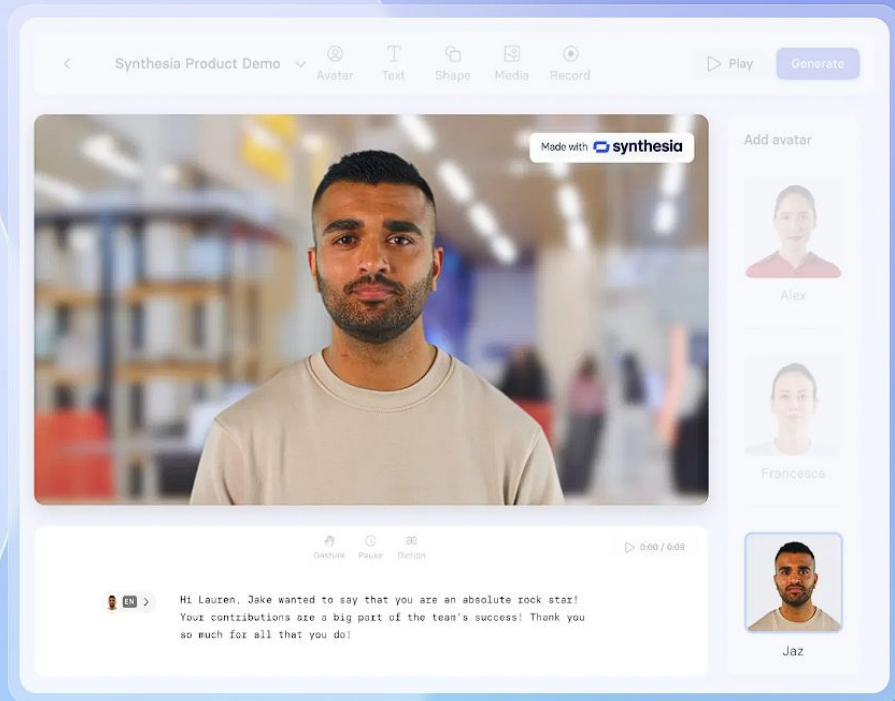 Synthesia Product Demo
Avatar
Text
Shape
Media
Record
Play
Generate
Made with synthesia
Add avatar
Alex
Francesca
Jaz
Gesture
Pause
Diction
0:00 / 0:09
EN
Hi Lauren, Jake wanted to say that you are an absolute rock star!
Your contributions are a big part of the team's success! Thank you
so much for all that you do!